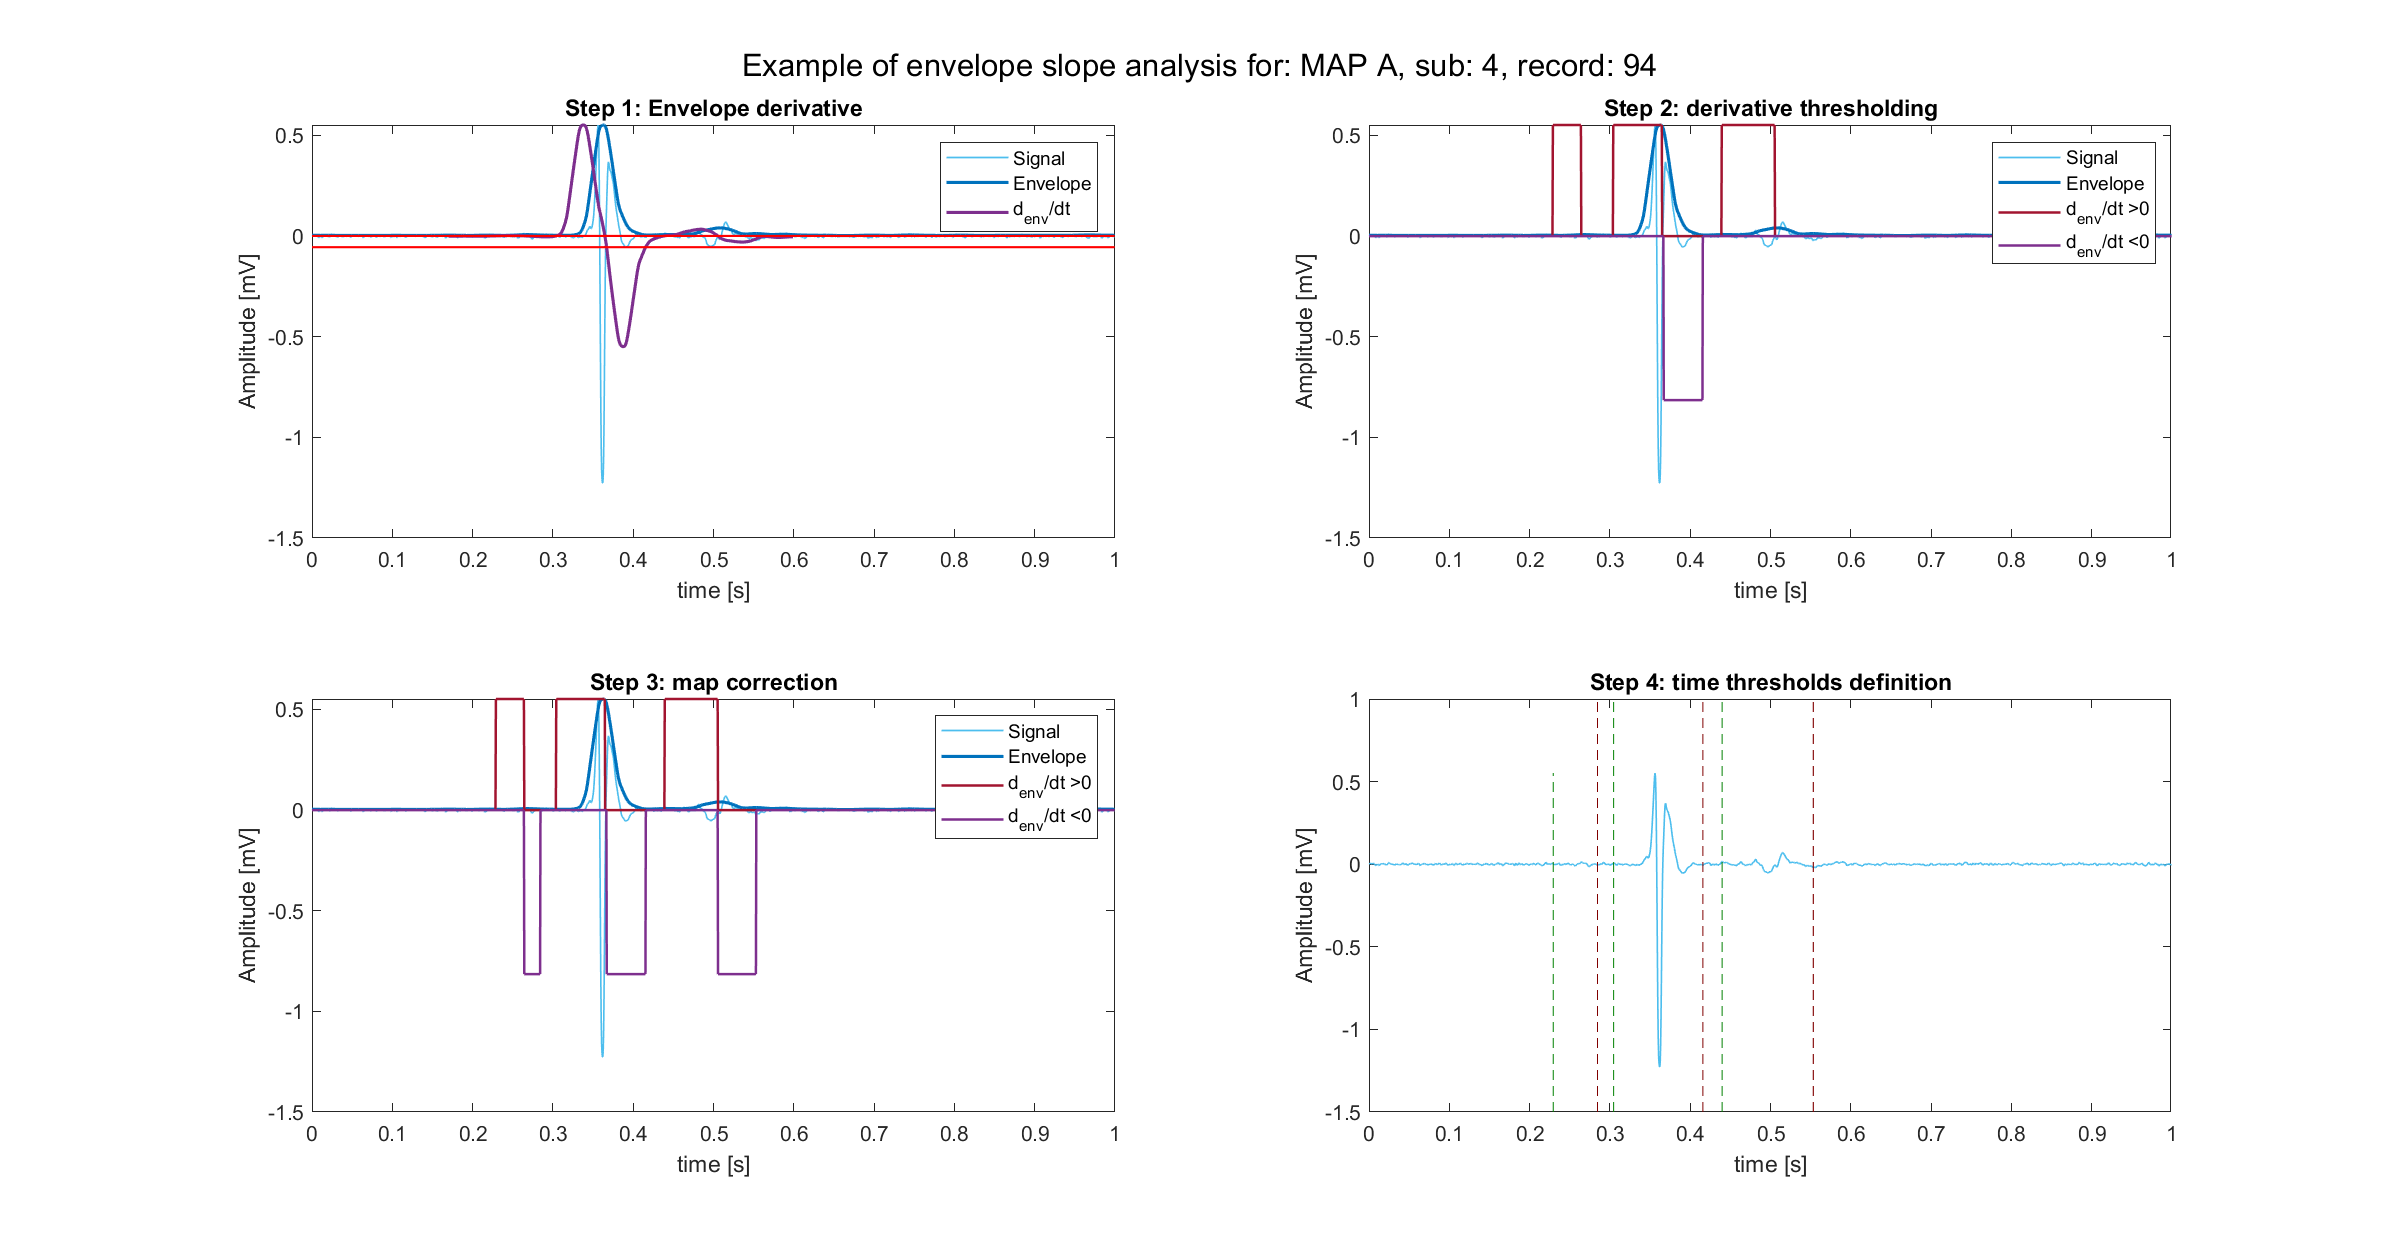 Example of envelope slope analysis for: MAP A, sub: 4, record: 94
Step 1: Envelope derivative
0.5
0
-0.5
-1
-1.5
Amplitude [mV]
0 0.1 0.2 0.3 0.4 0.5 0.6 0.7 0.8 0.9 1
time [s]
Signal
Envelope
d_env/dt
Step 2: derivative thresholding
0.5
0
-0.5
-1
-1.5
Amplitude [mV]
0 0.1 0.2 0.3 0.4 0.5 0.6 0.7 0.8 0.9 1
time [s]
Signal
Envelope
d_env/dt >0
d_env/dt <0
Step 3: map correction
0.5
0
-0.5
-1
-1.5
Amplitude [mV]
0 0.1 0.2 0.3 0.4 0.5 0.6 0.7 0.8 0.9 1
time [s]
Signal
Envelope
d_env/dt >0
d_env/dt <0
Step 4: time thresholds definition
1
0.5
0
-0.5
-1
-1.5
Amplitude [mV]
0 0.1 0.2 0.3 0.4 0.5 0.6 0.7 0.8 0.9 1
time [s]